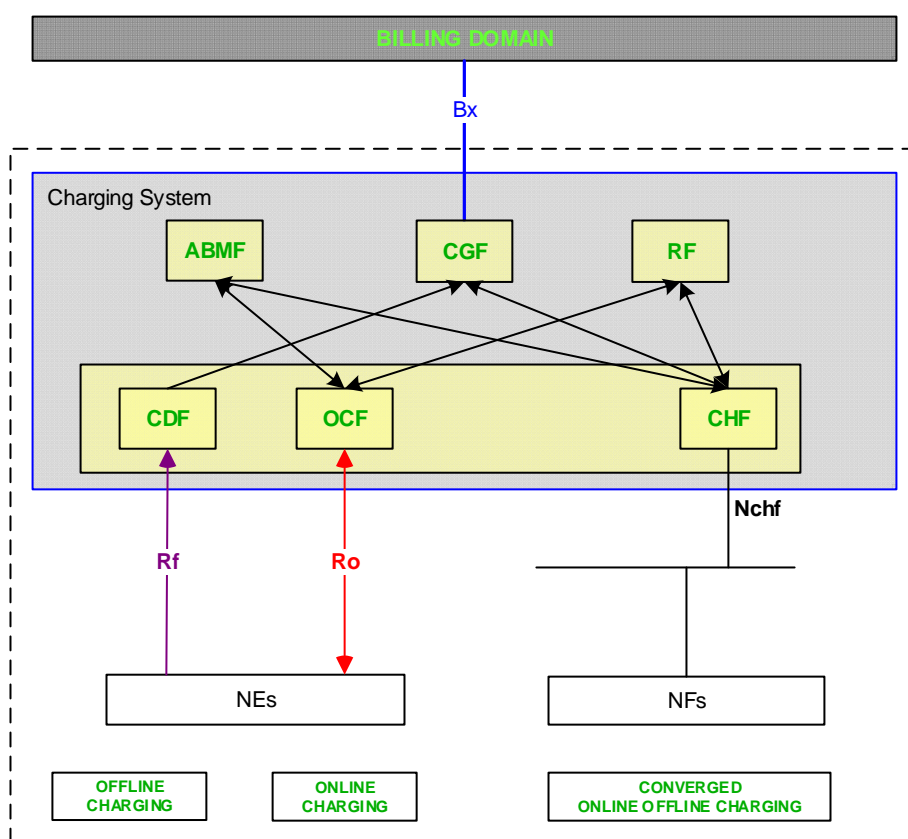 BILLING DOMAIN
Bx
Charging System
ABMF
CGF
RF
CDF
OCF
CHF
Nchf
Rf
Ro
NEs
NFs
OFFLINE
CHARGING
ONLINE
CHARGING
CONVERGED
ONLINE OFFLINE CHARGING